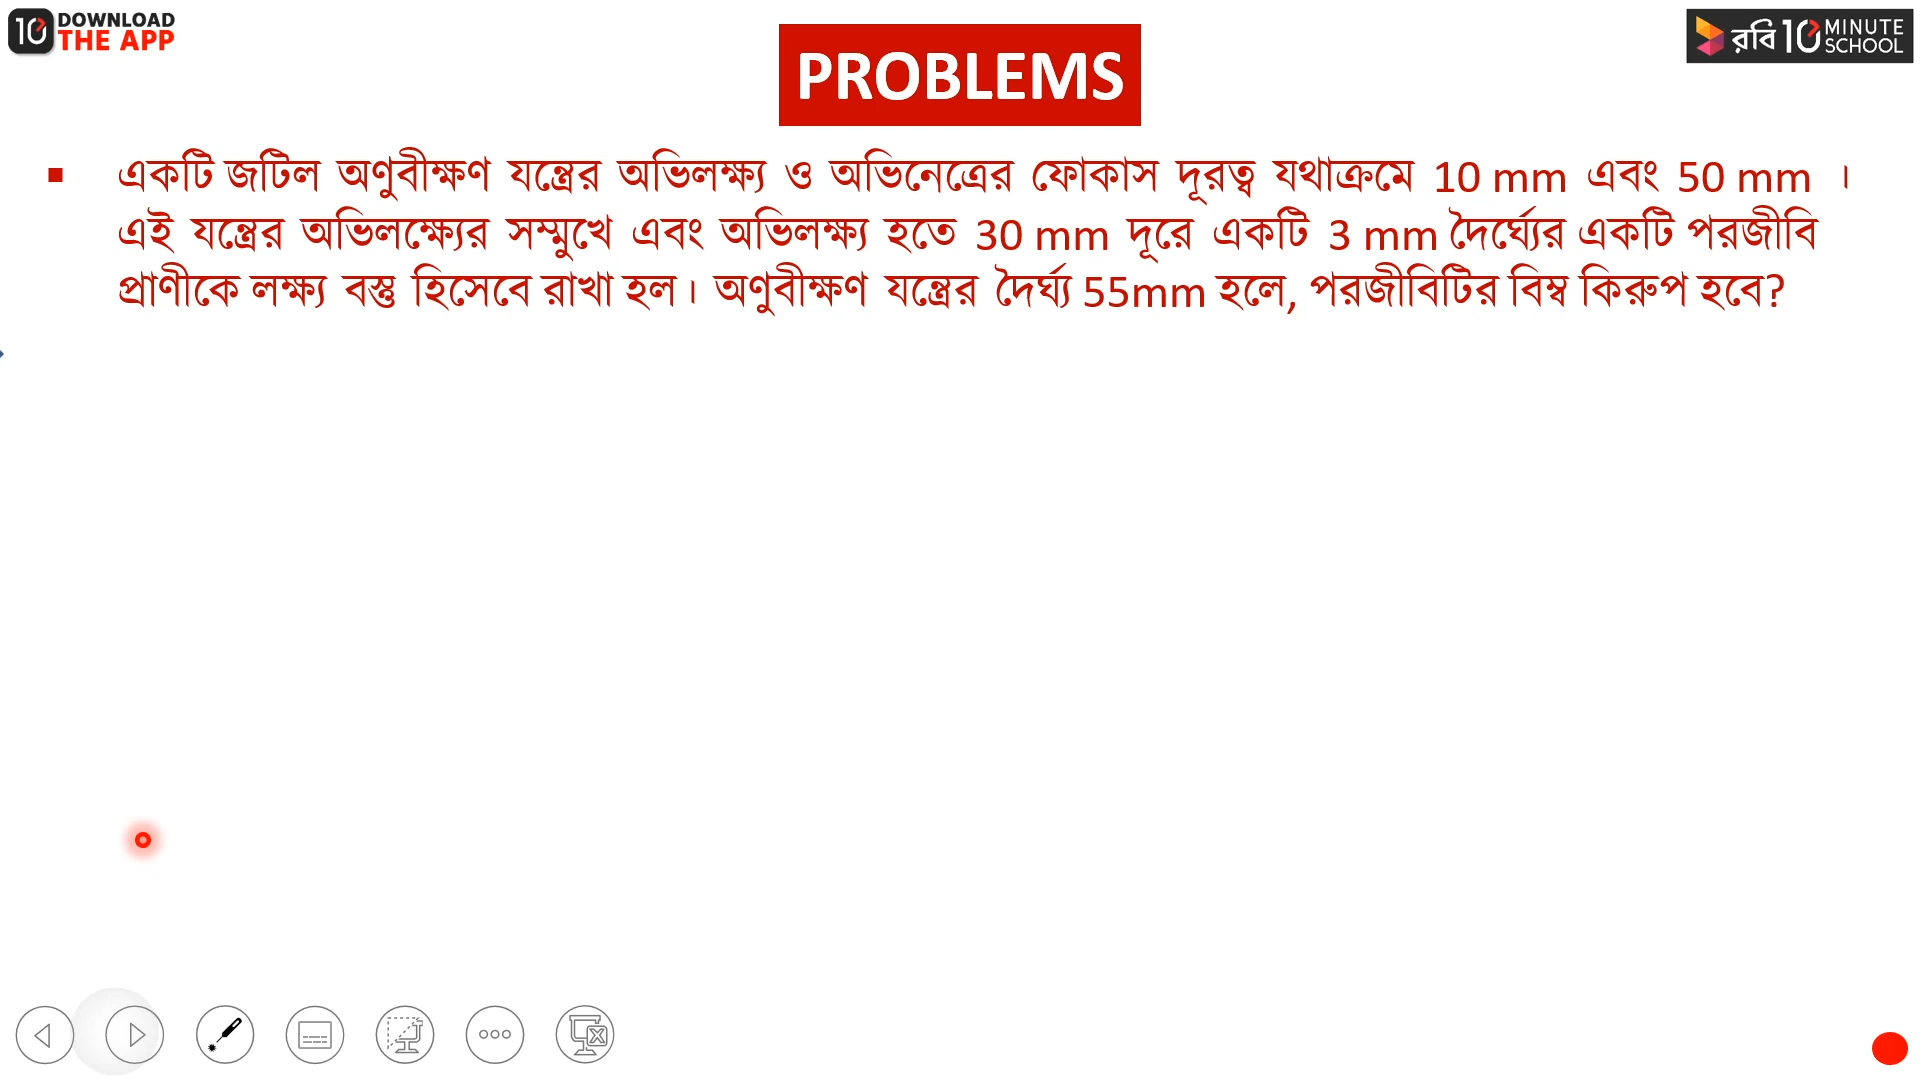 DOWNLOAD
THE APP
রবি 10 MINUTE
SCHOOL
PROBLEMS
▪ একটি জটিল অণুবীক্ষণ যন্ত্রের অভিলক্ষ্য ও অভিনেত্রের ফোকাস দূরত্ব যথাক্রমে 10 mm এবং 50 mm ।
এই যন্ত্রের অভিলক্ষ্যের সম্মুখে এবং অভিলক্ষ্য হতে 30 mm দূরে একটি 3 mm দৈর্ঘ্যের একটি পরজীবি
প্রাণীকে লক্ষ্য বস্তু হিসেবে রাখা হল। অণুবীক্ষণ যন্ত্রের দৈর্ঘ্য 55mm হলে, পরজীবিটির বিম্ব কিরুপ হবে?